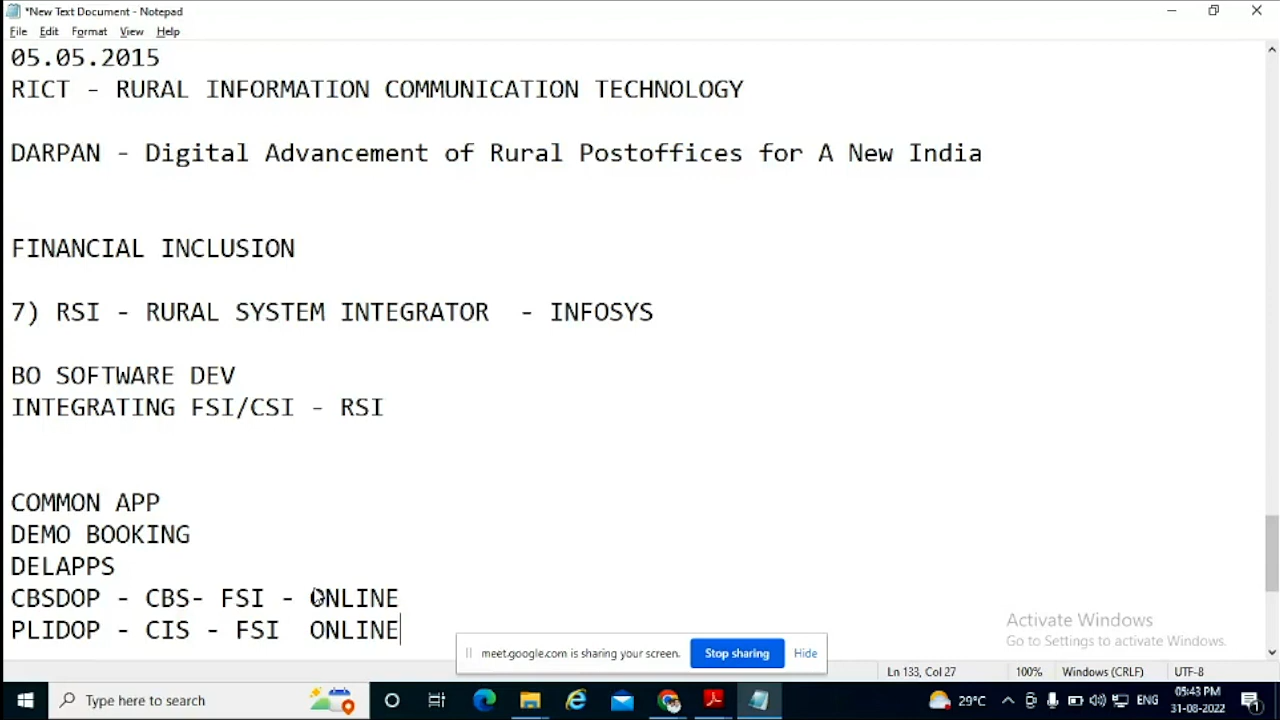 *New Text Document - Notepad
File Edit Format View Help
05.05.2015
RICT - RURAL INFORMATION COMMUNICATION TECHNOLOGY
DARPAN - Digital Advancement of Rural Postoffices for A New India
FINANCIAL INCLUSION
7) RSI - RURAL SYSTEM INTEGRATOR - INFOSYS
BO SOFTWARE DEV
INTEGRATING FSI/CSI - RSI
COMMON APP
DEMO BOOKING
DELAPPS
CBSDOP - CBS- FSI - ONLINE
PLIDOP - CIS - FSI ONLINE
Activate Windows
Go to Settings to activate Windows.
meet.google.com is sharing your screen. Stop sharing Hide
Ln 133, Col 27 100% Windows (CRLF) UTF-8
Type here to search 29°C ENG 05:43 PM
31-08-2022 1